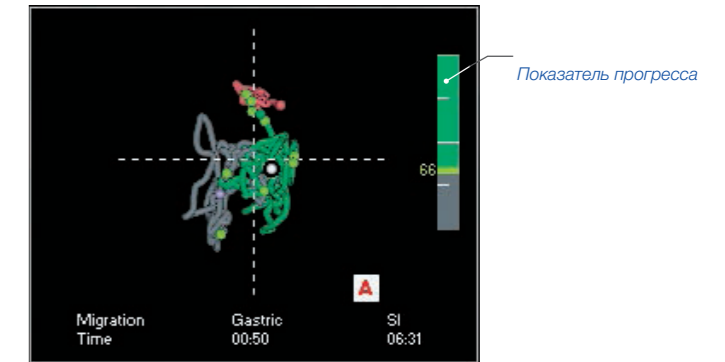 Показатель прогресса
66
A
Migration Gastric SI
Time 00:50 06:31